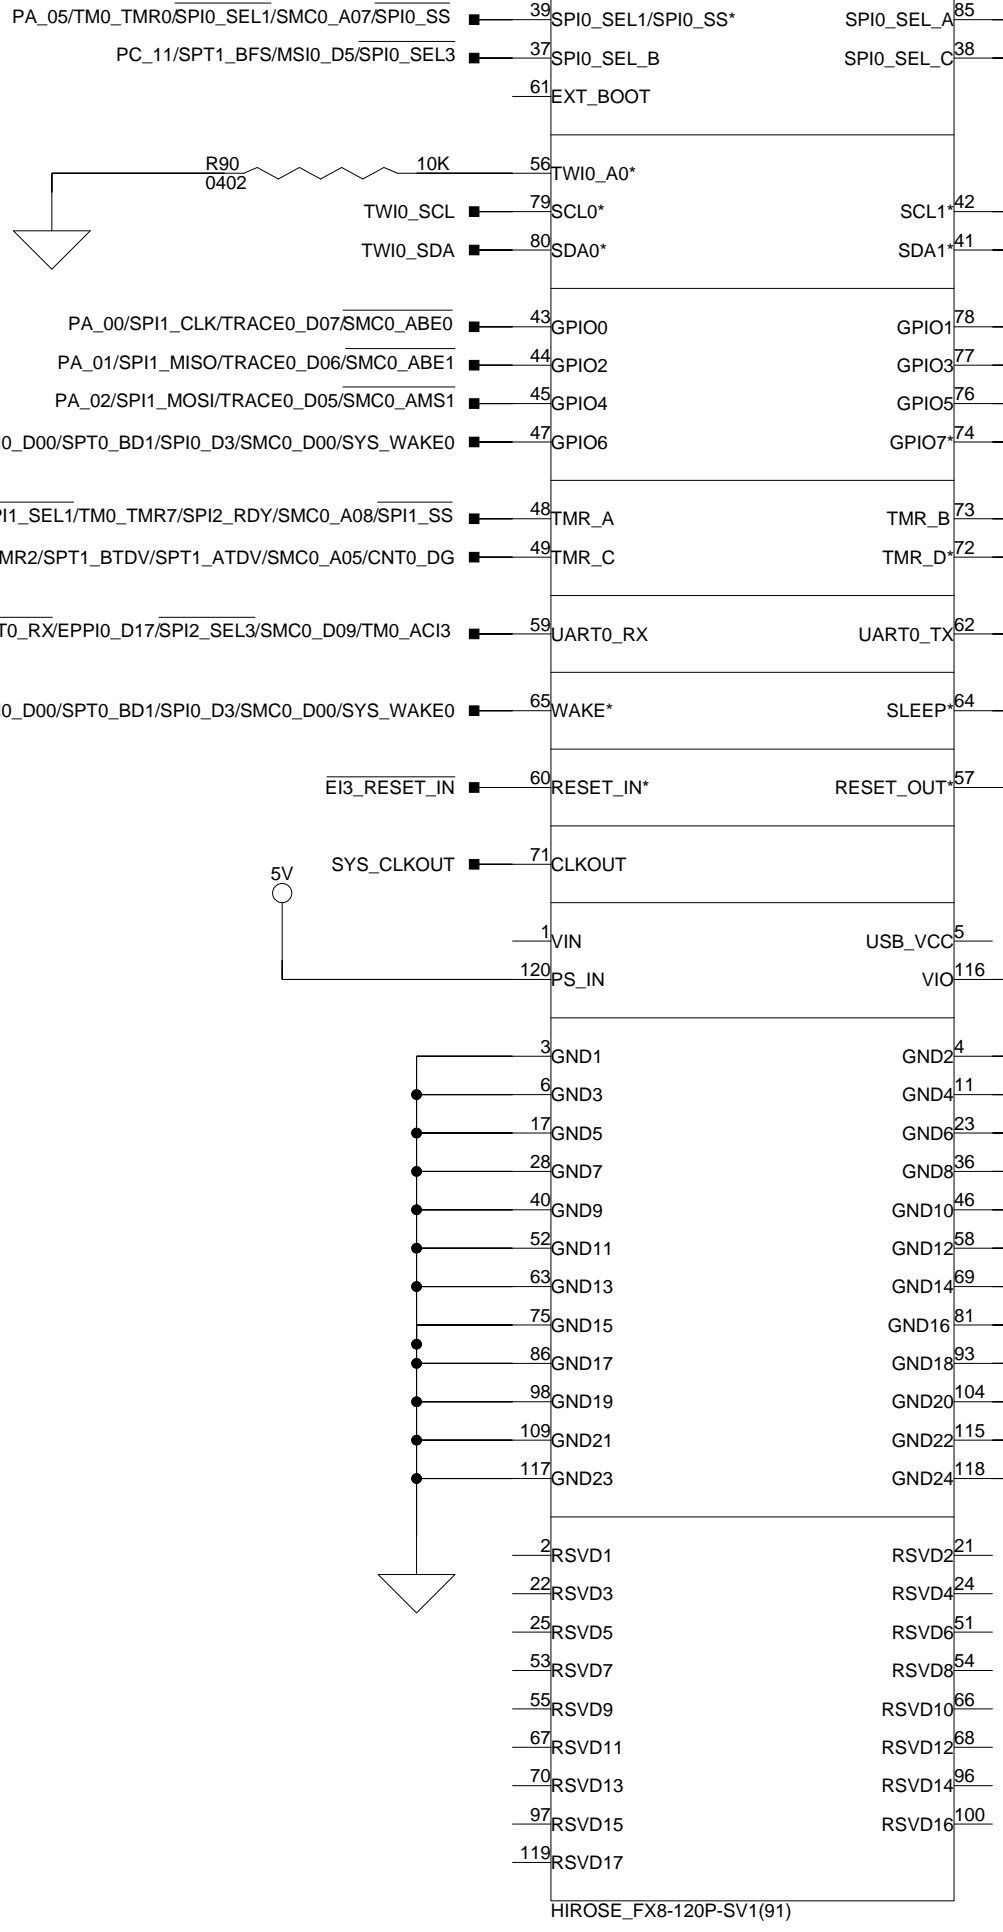 PA_05/TM0_TMR0/SPI0_SEL1/SMC0_A07/SPI0_SS 39 SPI0_SEL1/SPI0_SS* SPI0_SEL_A 85
PC_11/SPT1_BFS/MSI0_D5/SPI0_SEL3 37 SPI0_SEL_B SPI0_SEL_C 38
61 EXT_BOOT
R90 10K 56 TWI0_A0*
0402
TWI0_SCL 79 SCL0* SCL1* 42
TWI0_SDA 80 SDA0* SDA1* 41
PA_00/SPI1_CLK/TRACE0_D07/SMC0_ABE0 43 GPIO0 GPIO1 78
PA_01/SPI1_MISO/TRACE0_D06/SMC0_ABE1 44 GPIO2 GPIO3 77
PA_02/SPI1_MOSI/TRACE0_D05/SMC0_AMS1 45 GPIO4 GPIO5 76
0_D00/SPT0_BD1/SPI0_D3/SMC0_D00/SYS_WAKE0 47 GPIO6 GPIO7* 74
I1_SEL1/TM0_TMR7/SPI2_RDY/SMC0_A08/SPI1_SS 48 TMR_A TMR_B 73
MR2/SPT1_BTDV/SPT1_ATDV/SMC0_A05/CNT0_DG 49 TMR_C TMR_D* 72
T0_RX/EPPI0_D17/SPI2_SEL3/SMC0_D09/TM0_ACI3 59 UART0_RX UART0_TX 62
0_D00/SPT0_BD1/SPI0_D3/SMC0_D00/SYS_WAKE0 65 WAKE* SLEEP* 64
EI3_RESET_IN 60 RESET_IN* RESET_OUT* 57
SYS_CLKOUT 71 CLKOUT
5V
1 VIN USB_VCC 5
120 PS_IN VIO 116
3 GND1 GND2 4
6 GND3 GND4 11
17 GND5 GND6 23
28 GND7 GND8 36
40 GND9 GND10 46
52 GND11 GND12 58
63 GND13 GND14 69
75 GND15 GND16 81
86 GND17 GND18 93
98 GND19 GND20 104
109 GND21 GND22 115
117 GND23 GND24 118
2 RSVD1 RSVD2 21
22 RSVD3 RSVD4 24
25 RSVD5 RSVD6 51
53 RSVD7 RSVD8 54
55 RSVD9 RSVD10 66
67 RSVD11 RSVD12 68
70 RSVD13 RSVD14 96
97 RSVD15 RSVD16 100
119 RSVD17
HIROSE_FX8-120P-SV1(91)